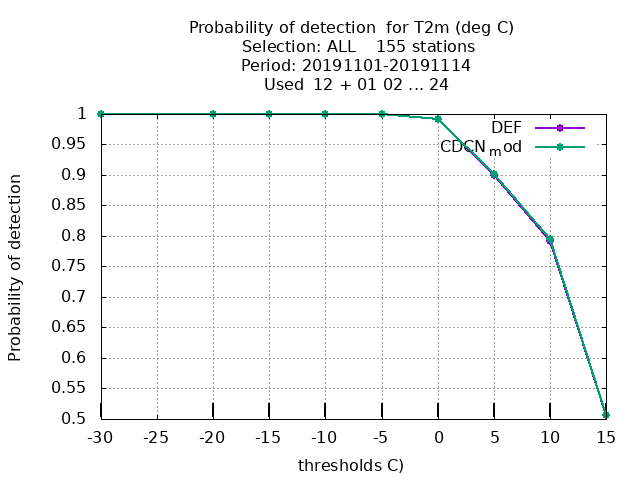 Probability of detection  for T2m (deg C)
Selection: ALL    155 stations
Period: 20191101-20191114
Used  12 + 01 02 ... 24
DEF
CDCN mod
Probability of detection
1
0.95
0.9
0.85
0.8
0.75
0.7
0.65
0.6
0.55
0.5
-30 -25 -20 -15 -10 -5 0 5 10 15
thresholds C)